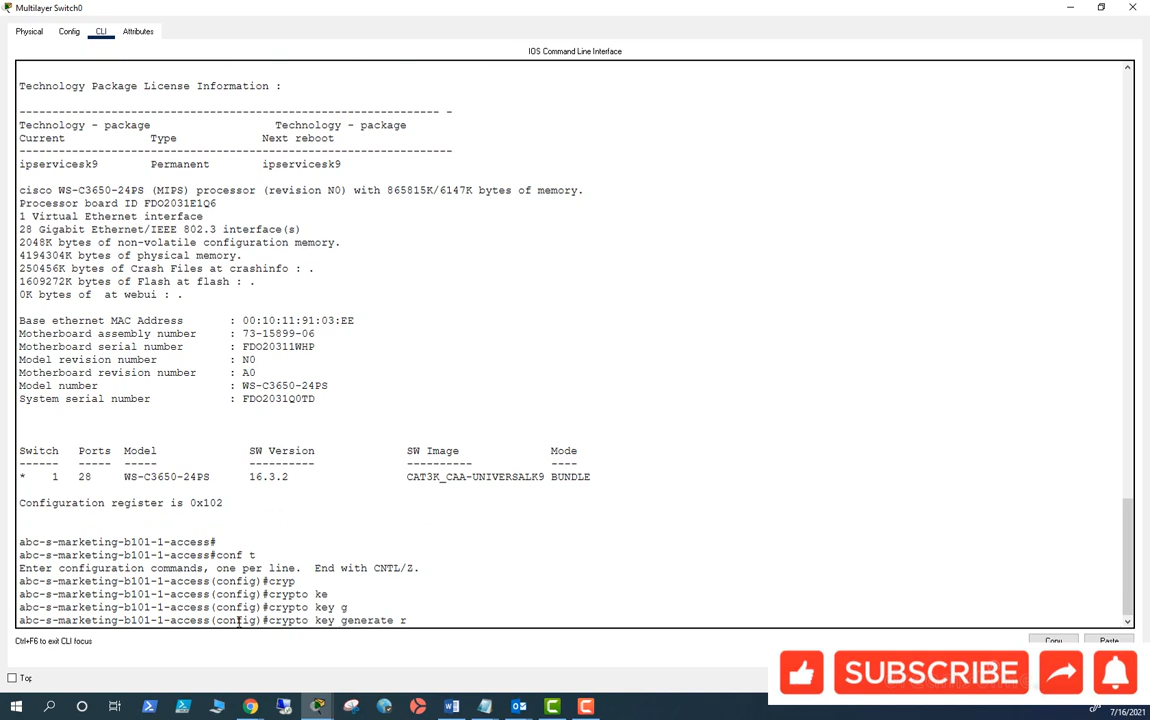 Multilayer Switch0
Physical Config CLI Attributes
IOS Command Line Interface
Technology Package License Information :
---------------------------------------------------------------- -
Technology - package Technology - package
Current Type Next reboot
------------------------------------------------------------------
ipservicesk9 Permanent ipservicesk9
cisco WS-C3650-24PS (MIPS) processor (revision N0) with 865815K/6147K bytes of memory.
Processor board ID FDO2031E1Q6
1 Virtual Ethernet interface
28 Gigabit Ethernet/IEEE 802.3 interface(s)
2048K bytes of non-volatile configuration memory.
4194304K bytes of physical memory.
250456K bytes of Crash Files at crashinfo : .
1609272K bytes of Flash at flash : .
0K bytes of at webui : .
Base ethernet MAC Address : 00:10:11:91:03:EE
Motherboard assembly number : 73-15899-06
Motherboard serial number : FDO20311WHP
Model revision number : N0
Motherboard revision number : A0
Model number : WS-C3650-24PS
System serial number : FDO2031Q0TD
Switch Ports Model SW Version SW Image Mode
------ ----- ----- ---------- ---------- ----
* 1 28 WS-C3650-24PS 16.3.2 CAT3K_CAA-UNIVERSALK9 BUNDLE
Configuration register is 0x102
abc-s-marketing-b101-1-access#
abc-s-marketing-b101-1-access#conf t
Enter configuration commands, one per line. End with CNTL/Z.
abc-s-marketing-b101-1-access(config)#cryp
abc-s-marketing-b101-1-access(config)#crypto ke
abc-s-marketing-b101-1-access(config)#crypto key g
abc-s-marketing-b101-1-access(config)#crypto key generate r
Ctrl+F6 to exit CLI focus
Copy Paste
Top
SUBSCRIBE
7/16/2021